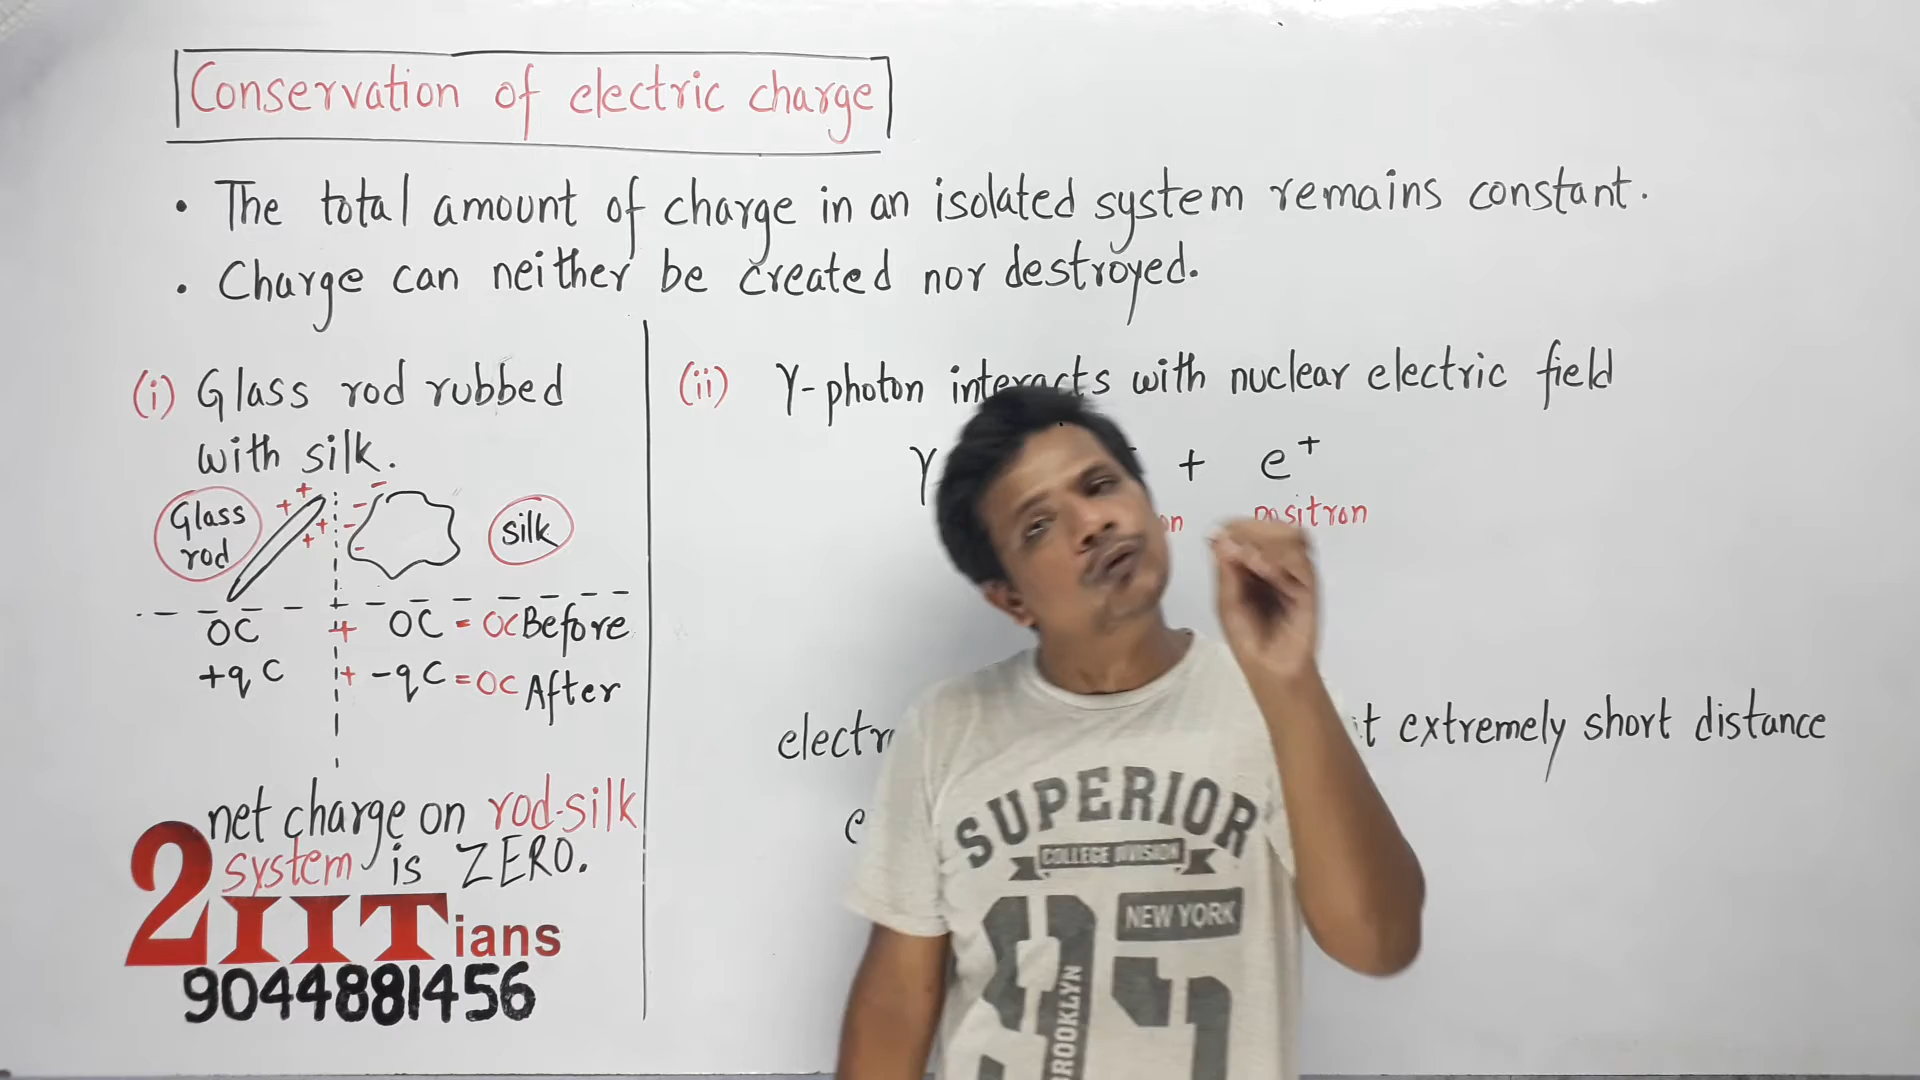 Conservation of electric charge
• The total amount of charge in an isolated system remains constant.
• Charge can neither be created nor destroyed.
(i) Glass rod rubbed
with silk.
Glass
rod
+ + + +
- - - -
silk
0C + 0C = 0C Before
+q C + -qC = 0C After
net charge on rod-silk
system is ZERO.
2IITians
9044881456
(ii) γ-photon interacts with nuclear electric field
γ + e+
positron
extremely short distance
SUPERIOR
COLLEGE DIVISION
NEW YORK
BROOKLYN